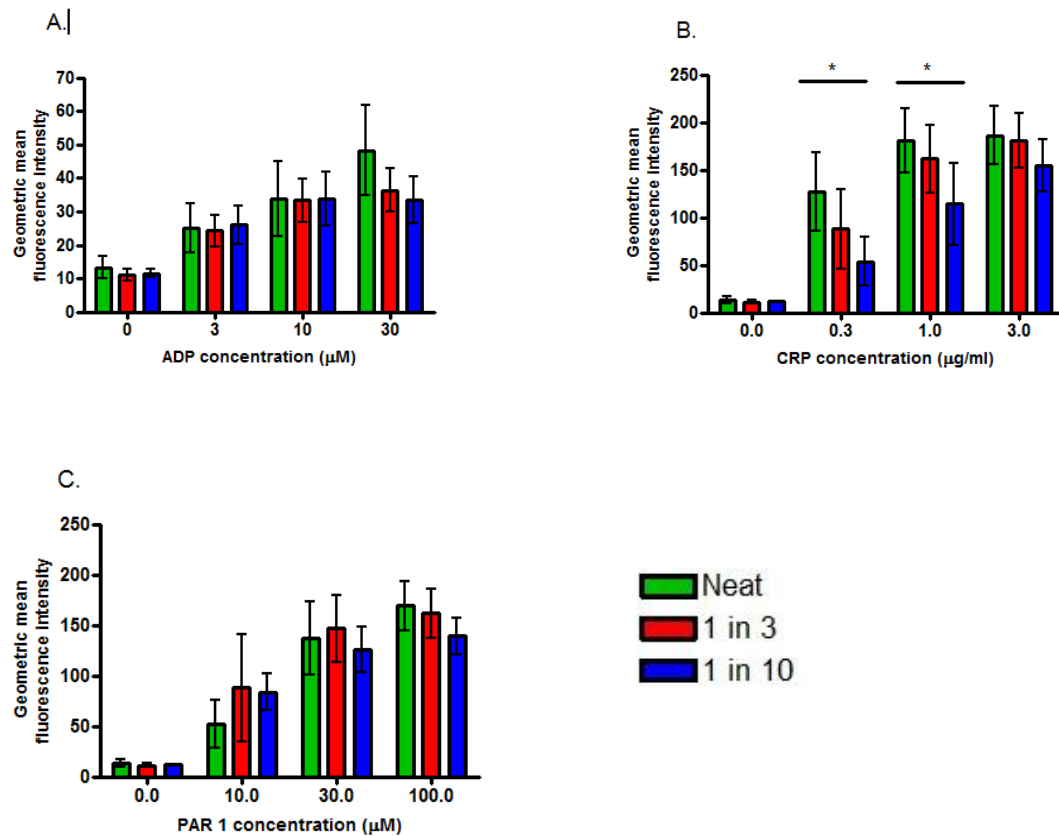 A.
Geometric mean
fluorescence intensity
70
60
50
40
30
20
10
0
0 3 10 30
ADP concentration (μM)
B.
* *
Geometric mean
fluorescence intensity
250
200
150
100
50
0
0.0 0.3 1.0 3.0
CRP concentration (μg/ml)
C.
Geometric mean
fluorescence intensity
250
200
150
100
50
0
0.0 10.0 30.0 100.0
PAR 1 concentration (μM)
Neat
1 in 3
1 in 10